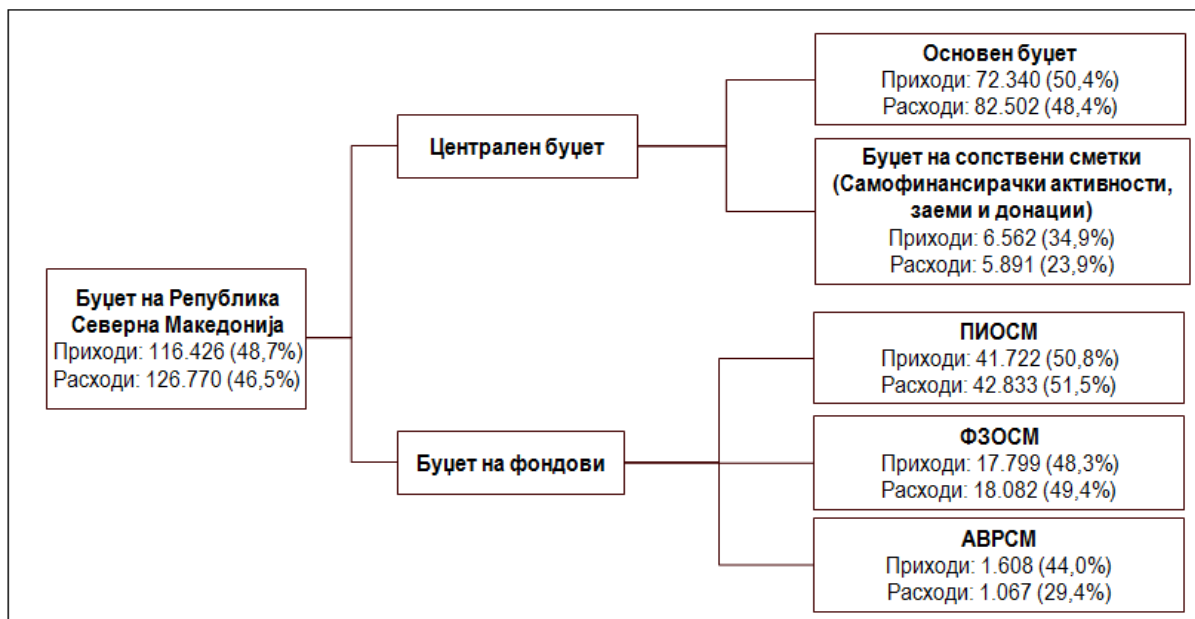 Буџет на Република
Северна Македонија
Приходи: 116.426 (48,7%)
Расходи: 126.770 (46,5%)
Централен буџет
Основен буџет
Приходи: 72.340 (50,4%)
Расходи: 82.502 (48,4%)
Буџет на сопствени сметки
(Самофинансирачки активности,
заеми и донации)
Приходи: 6.562 (34,9%)
Расходи: 5.891 (23,9%)
Буџет на фондови
ПИОСМ
Приходи: 41.722 (50,8%)
Расходи: 42.833 (51,5%)
ФЗОСМ
Приходи: 17.799 (48,3%)
Расходи: 18.082 (49,4%)
АВРСМ
Приходи: 1.608 (44,0%)
Расходи: 1.067 (29,4%)